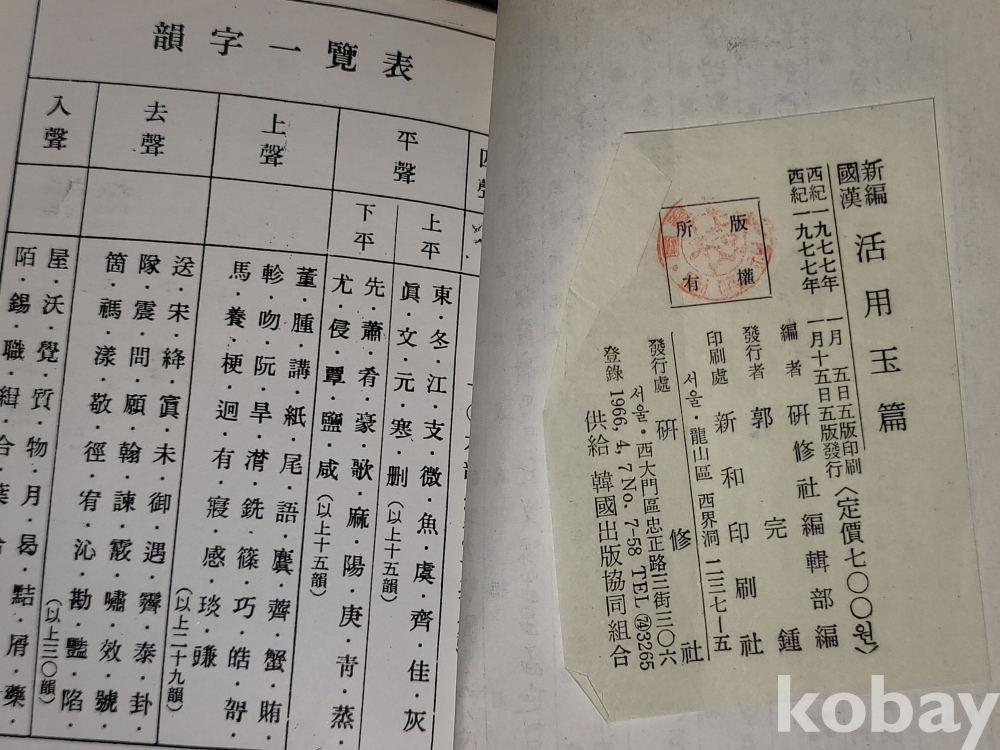 韻字一覽表
平聲
上聲
去聲
入聲
上平
下平
東·冬·江·支·微·魚·虞·齊·佳·灰
眞·文·元·寒·刪(以上十五韻)
先·蕭·肴·豪·歌·麻·陽·庚·靑·蒸
尤·侵·覃·鹽·咸(以上十五韻)
董·腫·講·紙·尾·語·麌·薺·蟹·賄
軫·吻·阮·旱·潸·銑·篠·巧·皓·哿
馬·養·梗·迥·有·寢·感·琰·豏
(以上二十九韻)
送·宋·絳·寘·未·御·遇·霽·泰·卦
隊·震·問·願·翰·諫·霰·嘯·效·號
箇·禡·漾·敬·徑·宥·沁·勘·豔·陷
(以上三〇韻)
屋·沃·覺·質·物·月·曷·黠·屑·藥
陌·錫·職·緝·合·葉
新編
國漢
活用玉篇
西紀一九七七年 一月 五日五版印刷
西紀一九七七年 一月十五日五版發行
〈定價七〇〇원〉
版權
所有
編者 硏修社編輯部編
發行者 郭完鍾
印刷處 新和印刷社
서울·龍山區 西界洞 二三七-五
發行處 硏修社
서울·西大門區忠正路三街三〇六
登錄 1966. 4. 7 No. 7-58 TEL 74 3265
供給 韓國出版協同組合
kobay